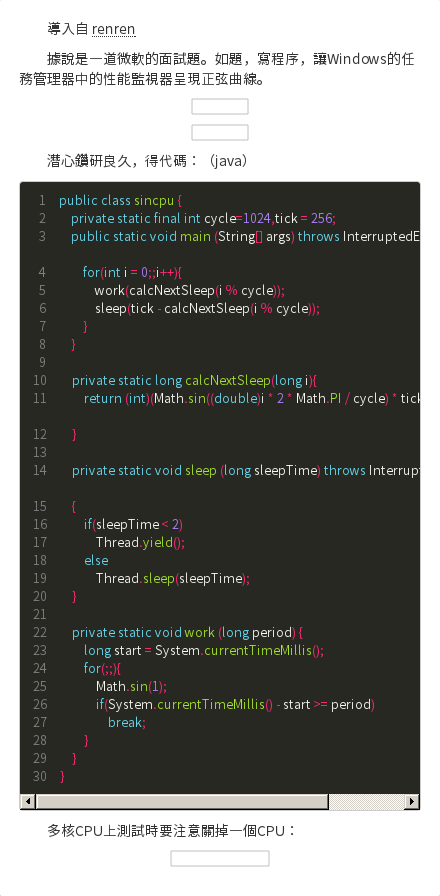 導入自 renren
據說是一道微軟的面試題。如題，寫程序，讓Windows的任
務管理器中的性能監視器呈現正弦曲線。
潛心鑽研良久，得代碼：（java）
1 public class sincpu {
2 private static final int cycle=1024,tick = 256;
3 public static void main (String[] args) throws InterruptedE
4 for(int i = 0;;i++){
5 work(calcNextSleep(i % cycle));
6 sleep(tick - calcNextSleep(i % cycle));
7 }
8 }
9
10 private static long calcNextSleep(long i){
11 return (int)(Math.sin((double)i * 2 * Math.PI / cycle) * tick
12 }
13
14 private static void sleep (long sleepTime) throws Interrupt
15 {
16 if(sleepTime < 2)
17 Thread.yield();
18 else
19 Thread.sleep(sleepTime);
20 }
21
22 private static void work (long period) {
23 long start = System.currentTimeMillis();
24 for(;;){
25 Math.sin(1);
26 if(System.currentTimeMillis() - start >= period)
27 break;
28 }
29 }
30 }
多核CPU上測試時要注意關掉一個CPU：